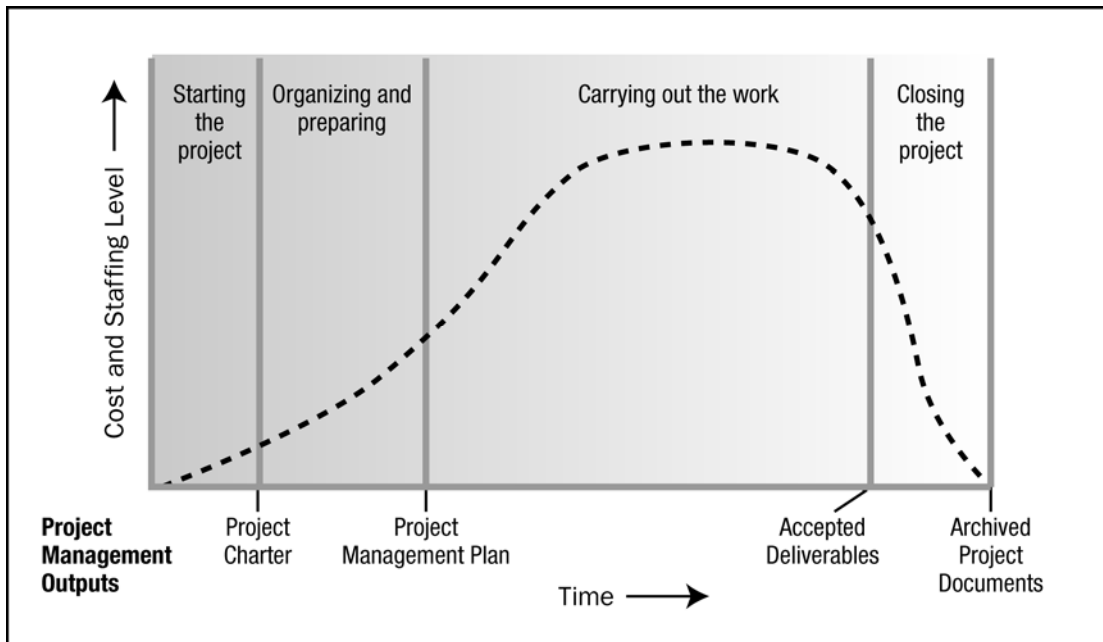 Starting
the
project
Organizing and
preparing
Carrying out the work
Closing
the
project
Cost and Staffing Level
Project
Management
Outputs
Project
Charter
Project
Management Plan
Accepted
Deliverables
Archived
Project
Documents
Time